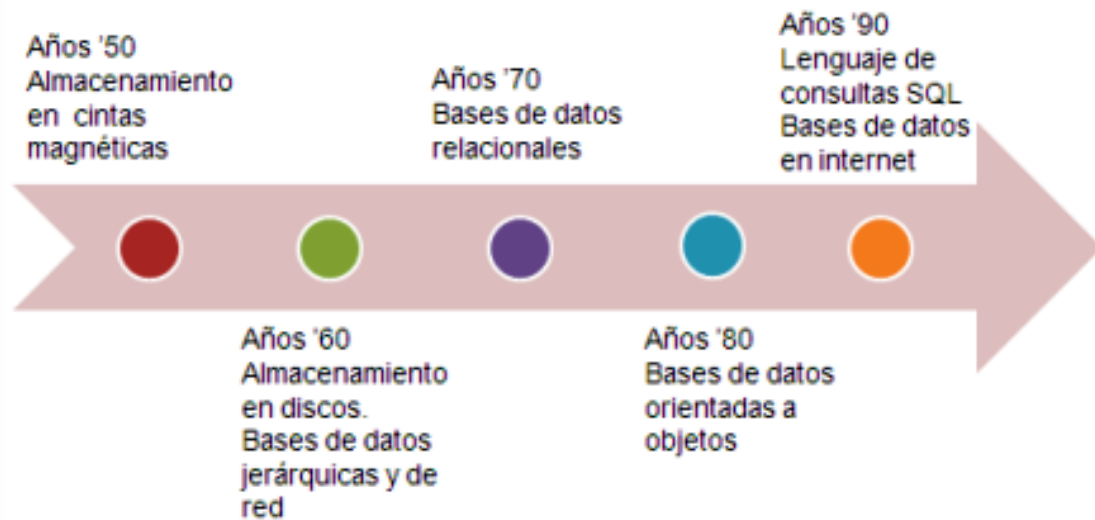 Años '50
Almacenamiento
en cintas
magnéticas
Años '60
Almacenamiento
en discos.
Bases de datos
jerárquicas y de
red
Años '70
Bases de datos
relacionales
Años '80
Bases de datos
orientadas a
objetos
Años '90
Lenguaje de
consultas SQL
Bases de datos
en internet